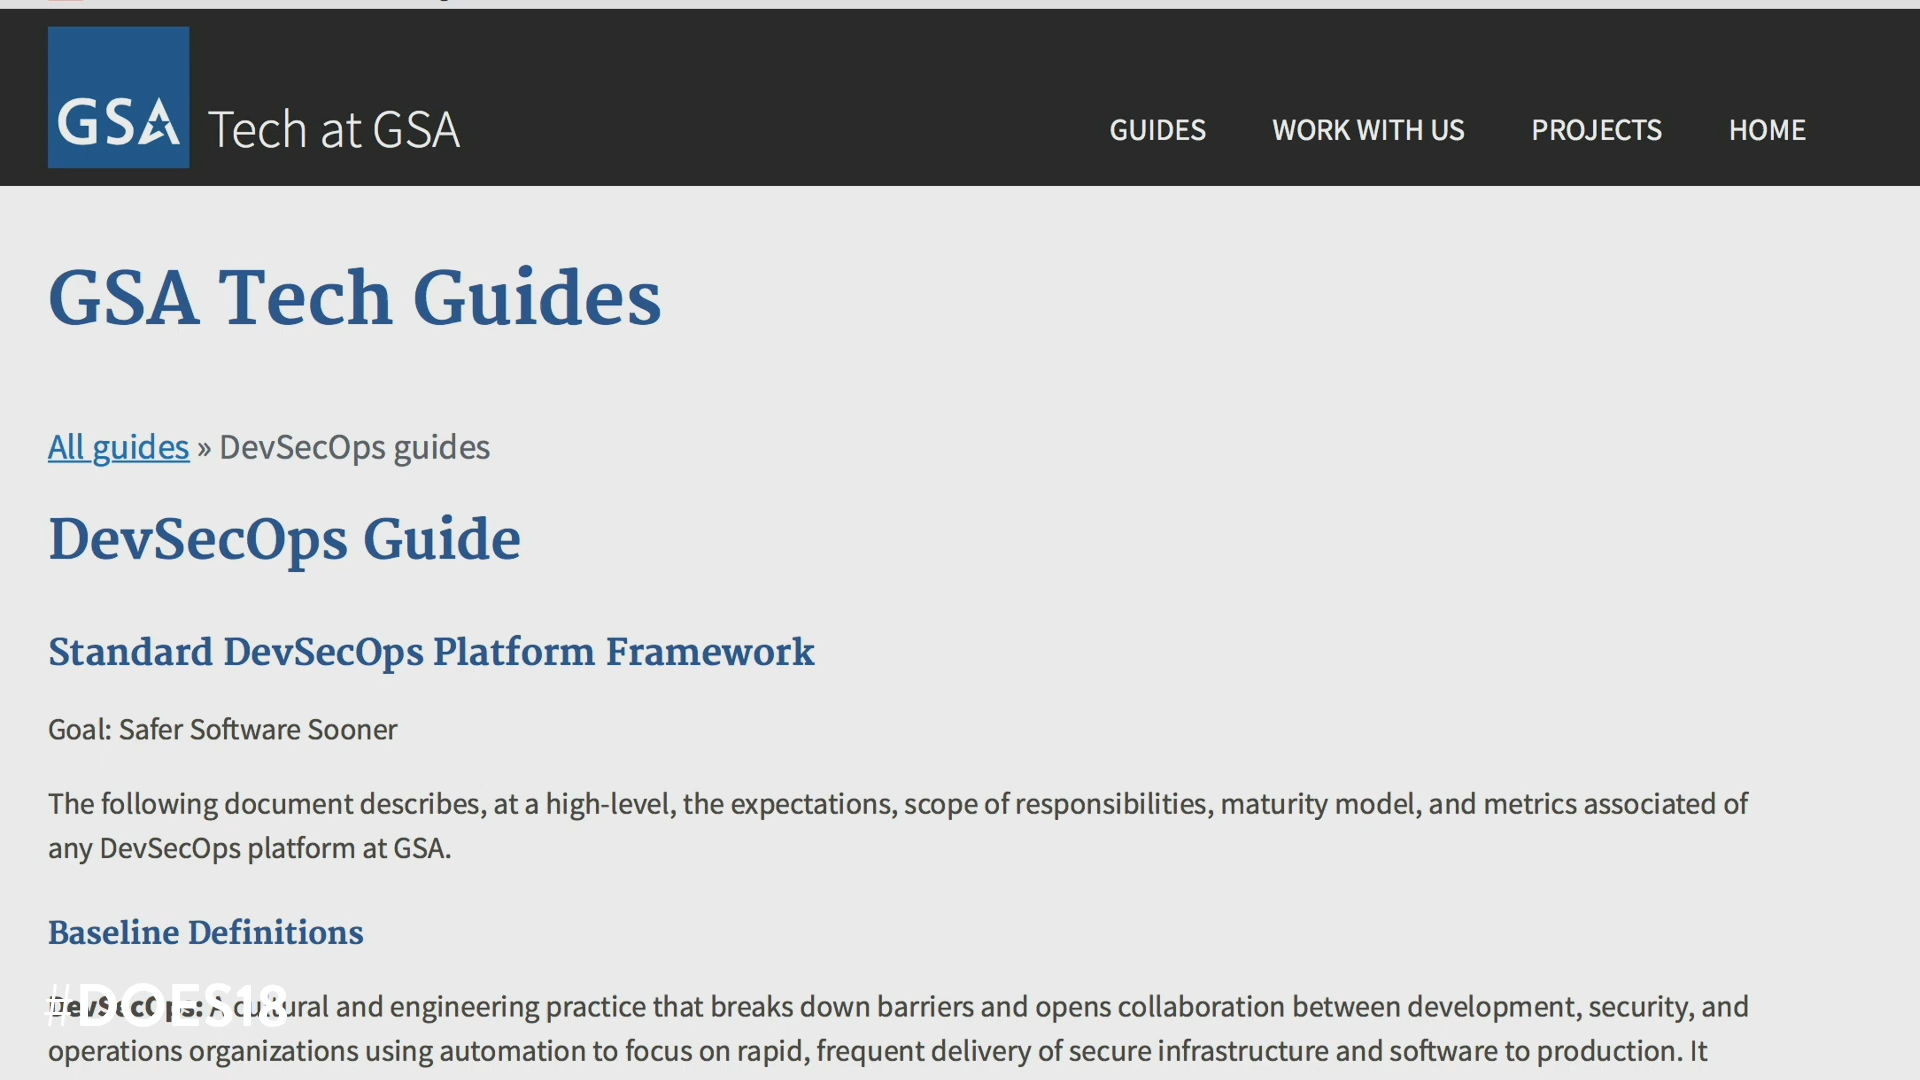 GSA
Tech at GSA
GUIDES
WORK WITH US
PROJECTS
HOME
GSA Tech Guides
All guides » DevSecOps guides
DevSecOps Guide
Standard DevSecOps Platform Framework
Goal: Safer Software Sooner
The following document describes, at a high-level, the expectations, scope of responsibilities, maturity model, and metrics associated of
any DevSecOps platform at GSA.
Baseline Definitions
DevSecOps: A cultural and engineering practice that breaks down barriers and opens collaboration between development, security, and
operations organizations using automation to focus on rapid, frequent delivery of secure infrastructure and software to production. It
#DOES18